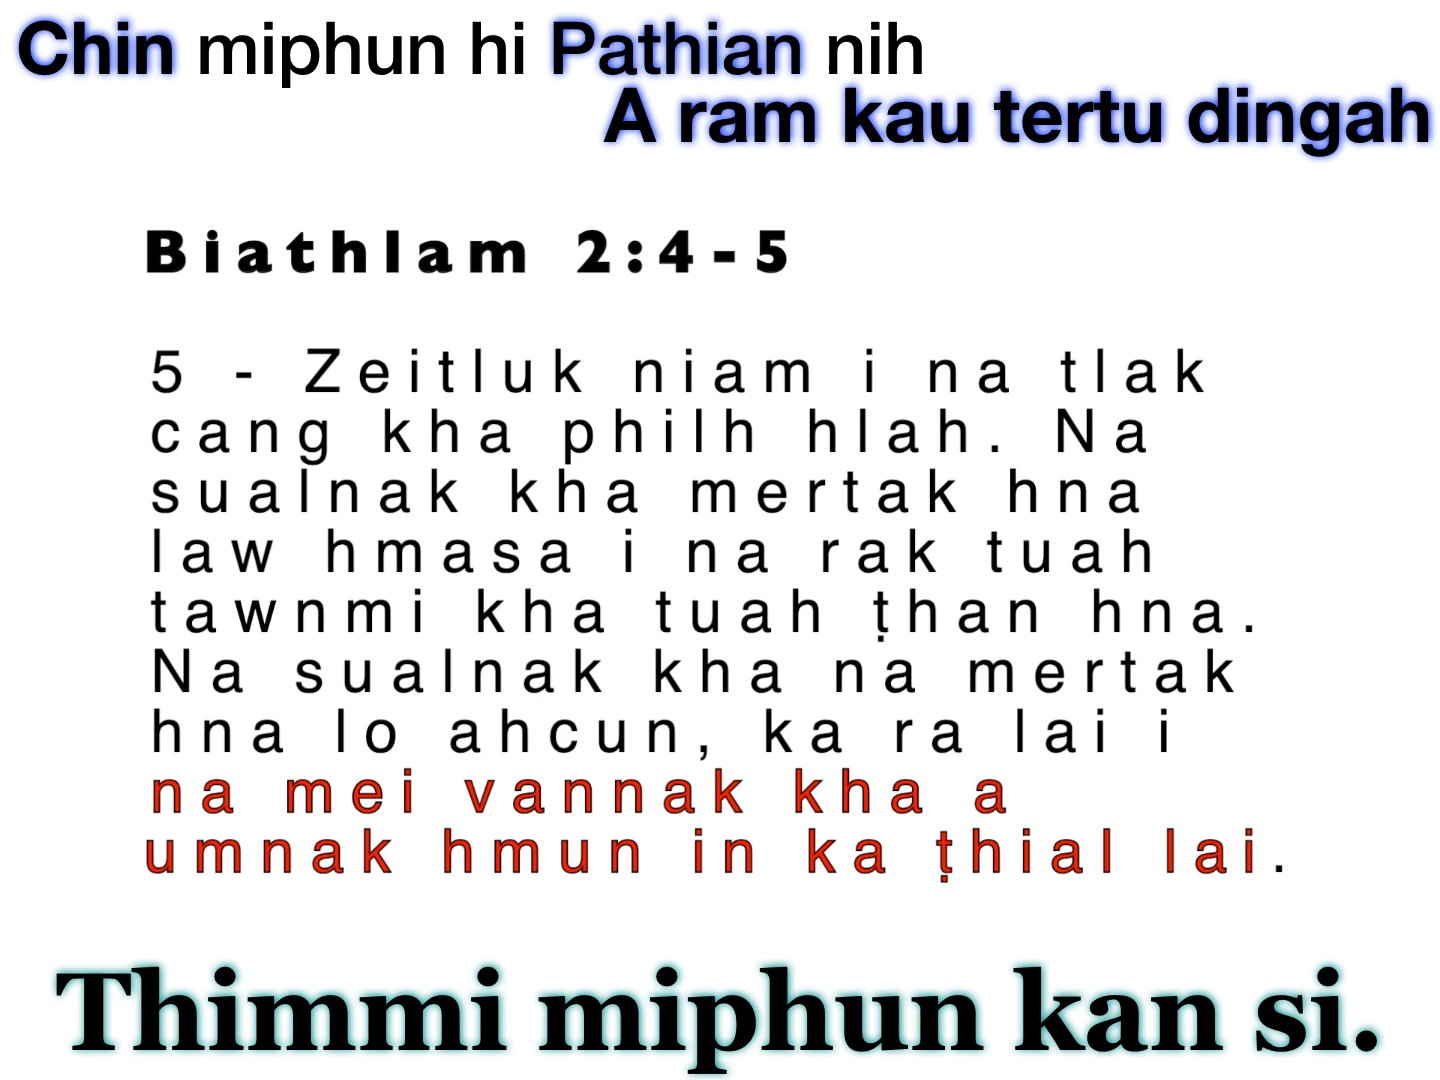 Chin miphun hi Pathian nih
A ram kau tertu dingah
Biathlam 2:4-5
5 - Zeitluk niam i na tlak
cang kha philh hlah. Na
sualnak kha mertak hna
law hmasa i na rak tuah
tawnmi kha tuah ṭhan hna.
Na sualnak kha na mertak
hna lo ahcun, ka ra lai i
na mei vannak kha a
umnak hmun in ka ṭhial lai.
Thimmi miphun kan si.